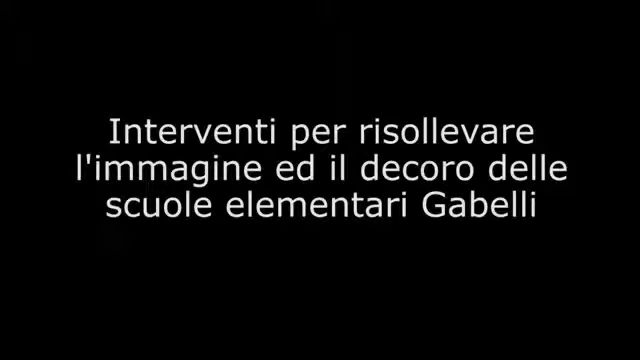 Interventi per risollevare
l'immagine ed il decoro delle
scuole elementari Gabelli